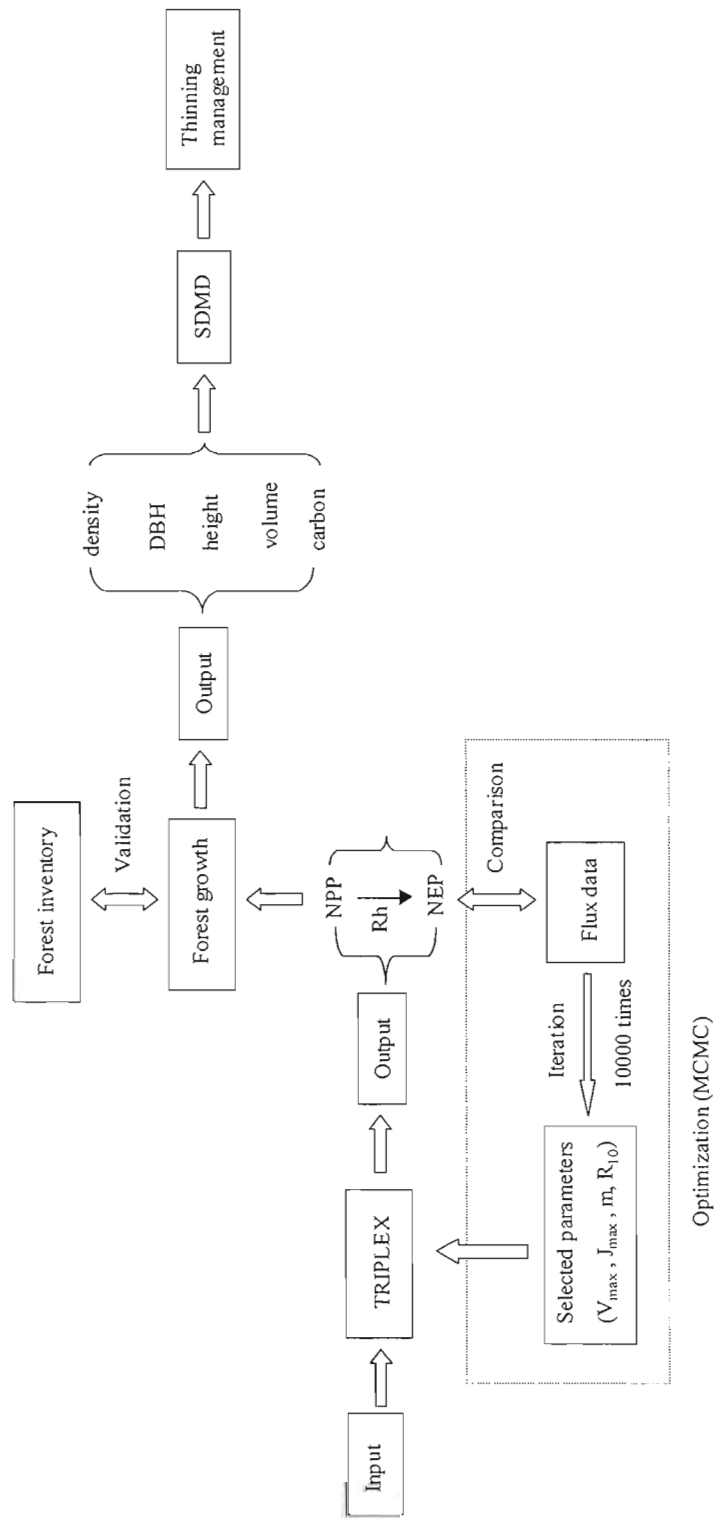 Forest inventory
Validation
Forest growth
Output
density
DBH
height
volume
carbon
SDMD
Thinning
management
Input
TRIPLEX
Output
NPP
Rh
NEP
Comparison
Flux data
Iteration
10000 times
Selected parameters
(Vmax , Jmax , m, R10)
Optimization (MCMC)